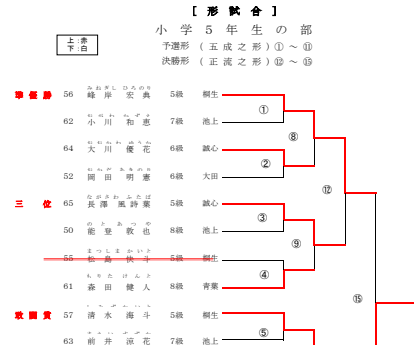 [ 形 試 合 ]
小 学 5 年 生 の 部
上：赤
下：白
予選形 ( 五成之形 ) ① ～ ⑪
決勝形 ( 正流之形 ) ⑫ ～ ⑮
準優勝 56 峰岸 宏典 5級 桐生
①
62 小川 和恵 7級 池上
⑧
64 大川 優花 6級 誠心
②
52 岡田 明憲 6級 大田
⑫
三位 65 長澤 風詩葉 5級 誠心
③
50 能登 敦也 8級 池上
⑨
55 松島 快斗 5級 桐生
④
61 森田 健人 8級 青葉
⑮
敢闘賞 57 清水 海斗 5級 桐生
⑤
63 前井 涼花 7級 池上